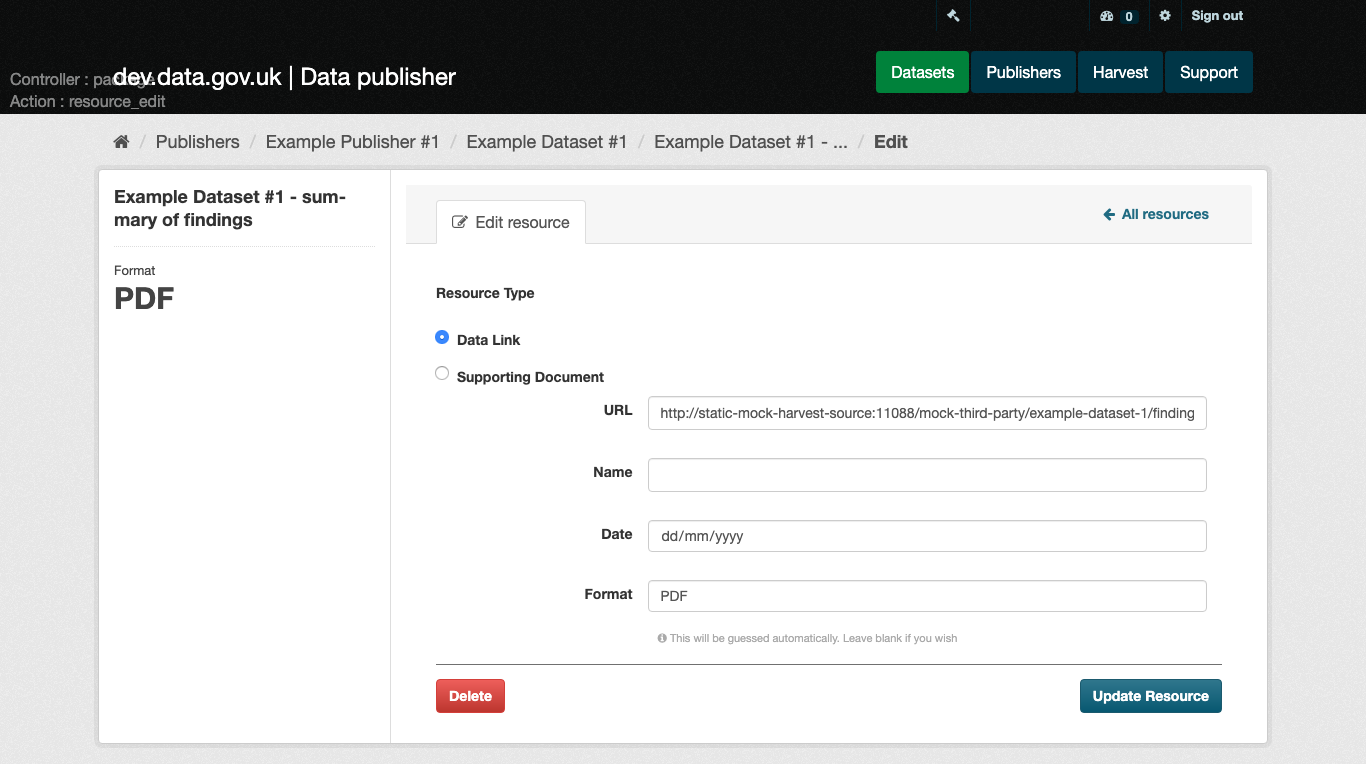 0 Sign out
Controller : package
Action : resource_edit
dev.data.gov.uk | Data publisher
Datasets Publishers Harvest Support
/ Publishers / Example Publisher #1 / Example Dataset #1 / Example Dataset #1 - ... / Edit
Example Dataset #1 - sum-
mary of findings
Format
PDF
Edit resource
All resources
Resource Type
Data Link
Supporting Document
URL http://static-mock-harvest-source:11088/mock-third-party/example-dataset-1/finding
Name
Date dd/mm/yyyy
Format PDF
This will be guessed automatically. Leave blank if you wish
Delete Update Resource